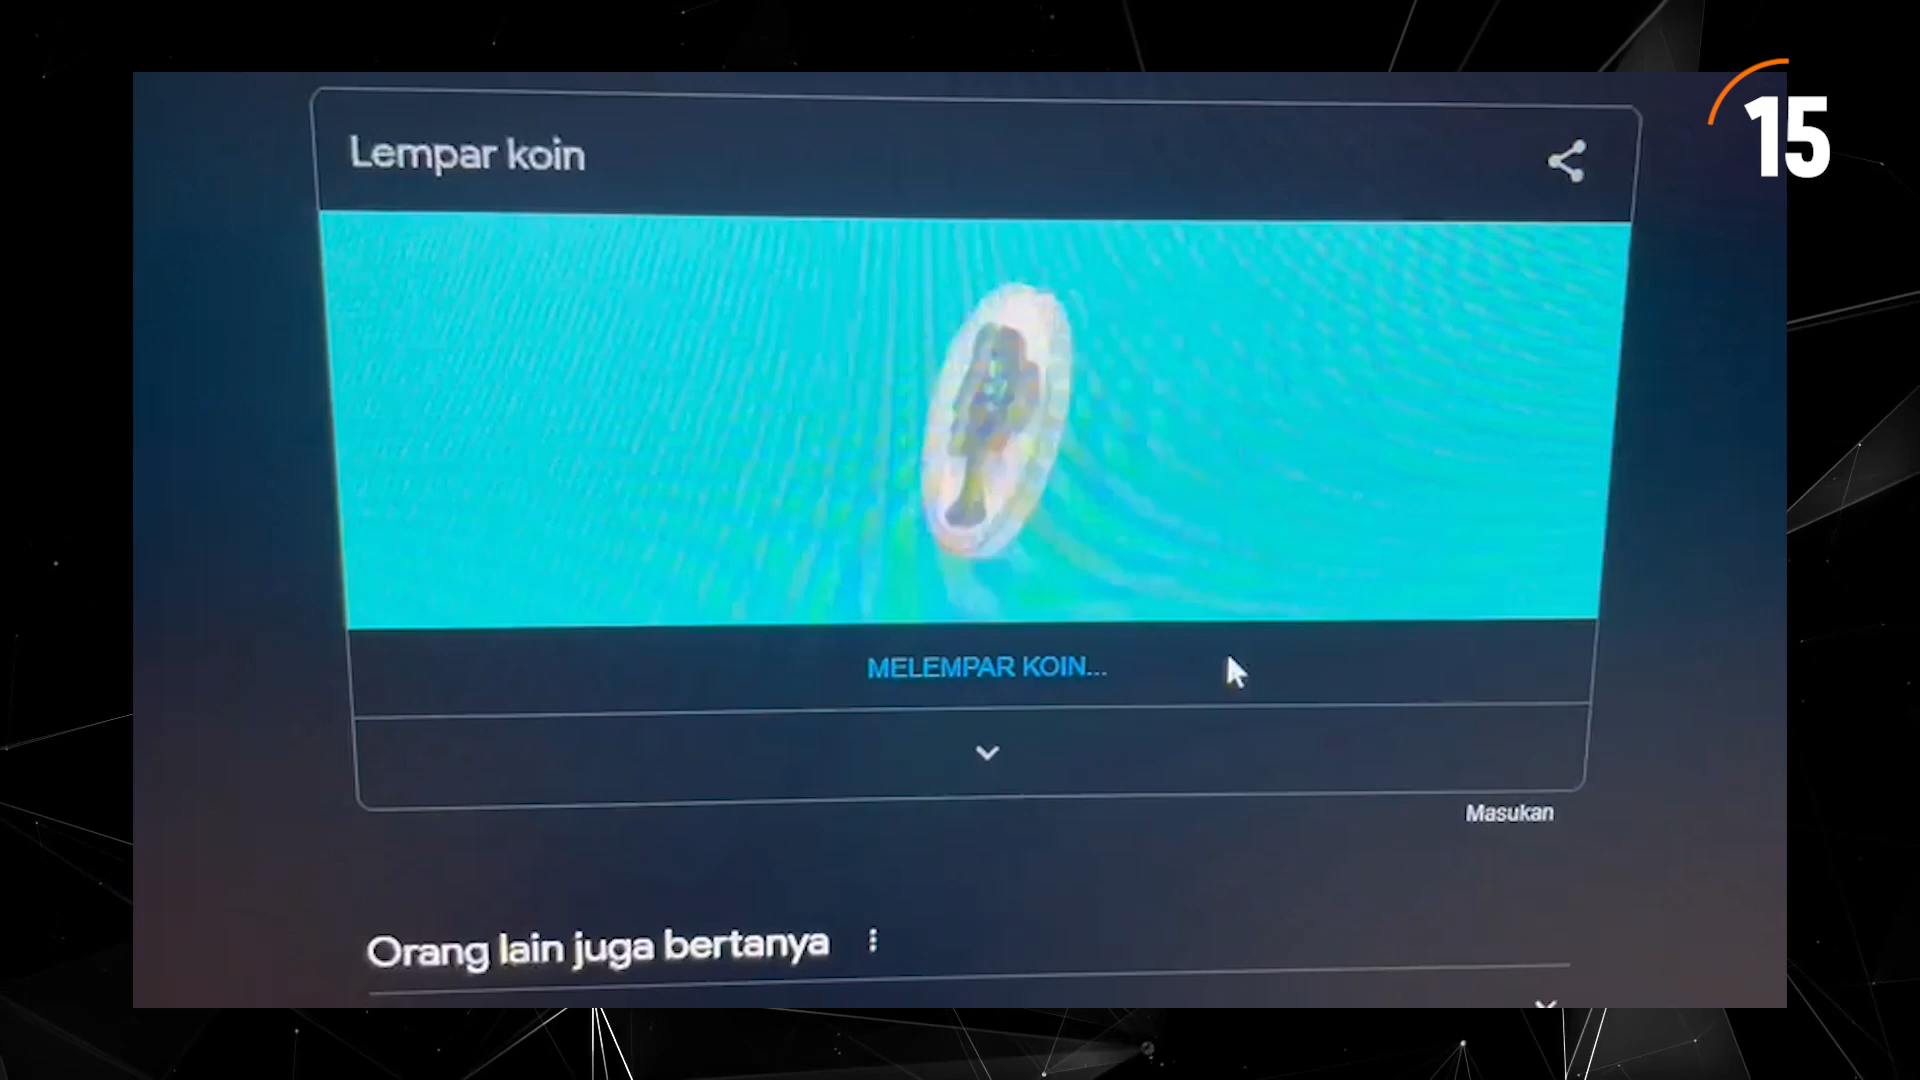 15
Lempar koin
MELEMPAR KOIN...
Masukan
Orang lain juga bertanya